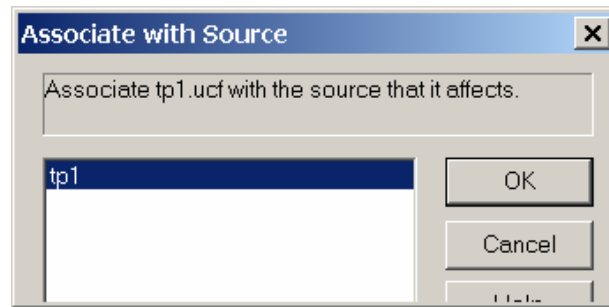 Associate with Source
Associate tp1.ucf with the source that it affects.
tp1
OK
Cancel